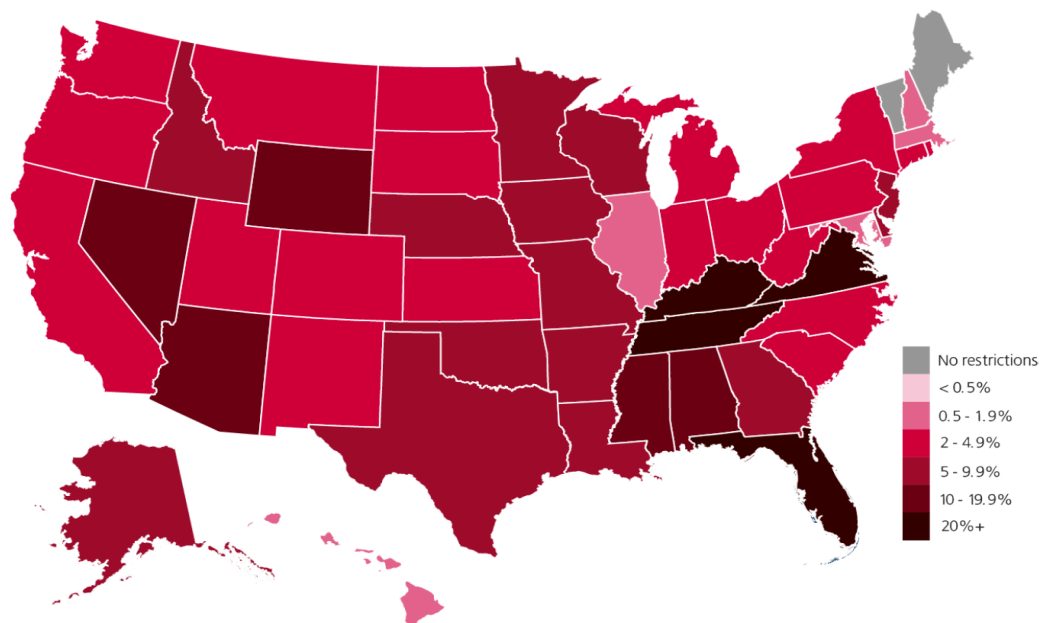 No restrictions
< 0.5%
0.5 - 1.9%
2 - 4.9%
5 - 9.9%
10 - 19.9%
20%+